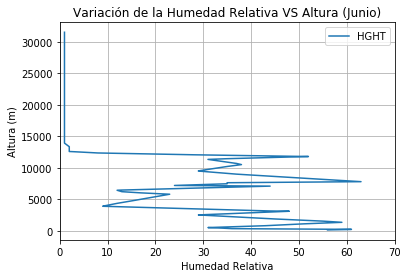 Variación de la Humedad Relativa VS Altura (Junio)
HGHT
30000
25000
20000
15000
10000
5000
0
Altura (m)
0 10 20 30 40 50 60 70
Humedad Relativa